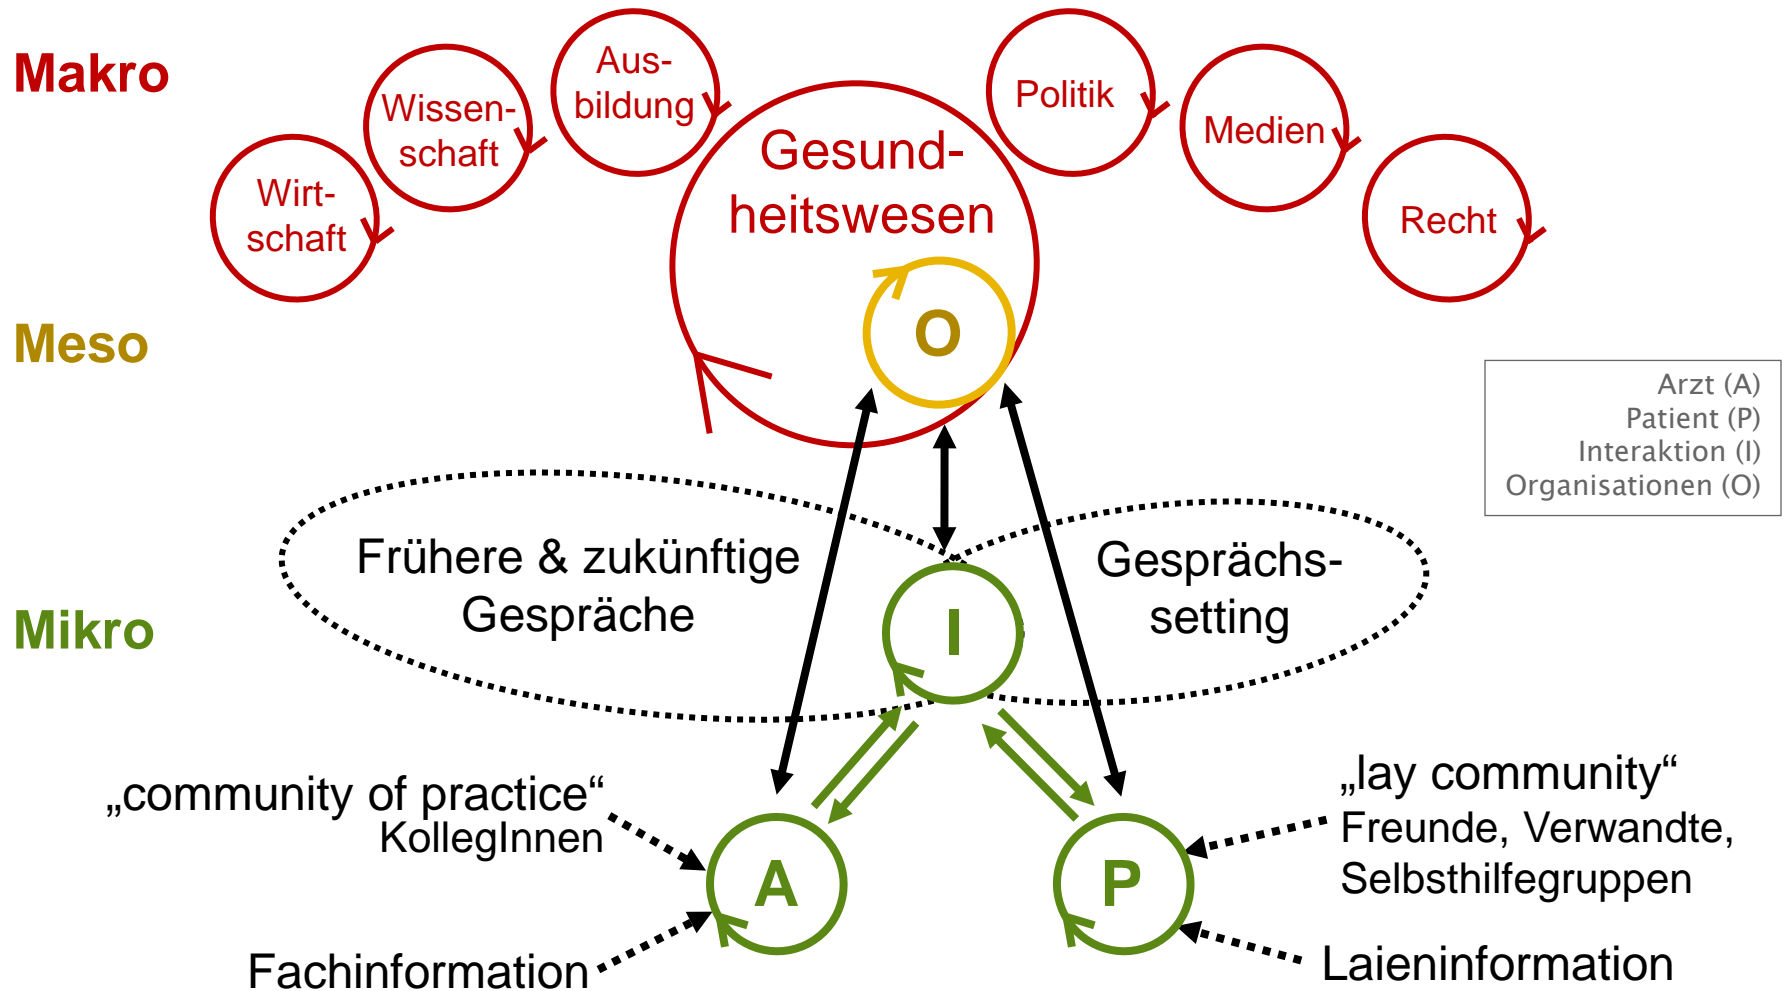 Makro
Wirt-
schaft
Wissen-
schaft
Aus-
bildung
Gesund-
heitswesen
Politik
Medien
Recht
Meso
O
Arzt (A)
Patient (P)
Interaktion (I)
Organisationen (O)
Mikro
Frühere & zukünftige
Gespräche
I
Gesprächs-
setting
„community of practice“
KollegInnen
Fachinformation
A
P
„lay community“
Freunde, Verwandte,
Selbsthilfegruppen
Laieninformation